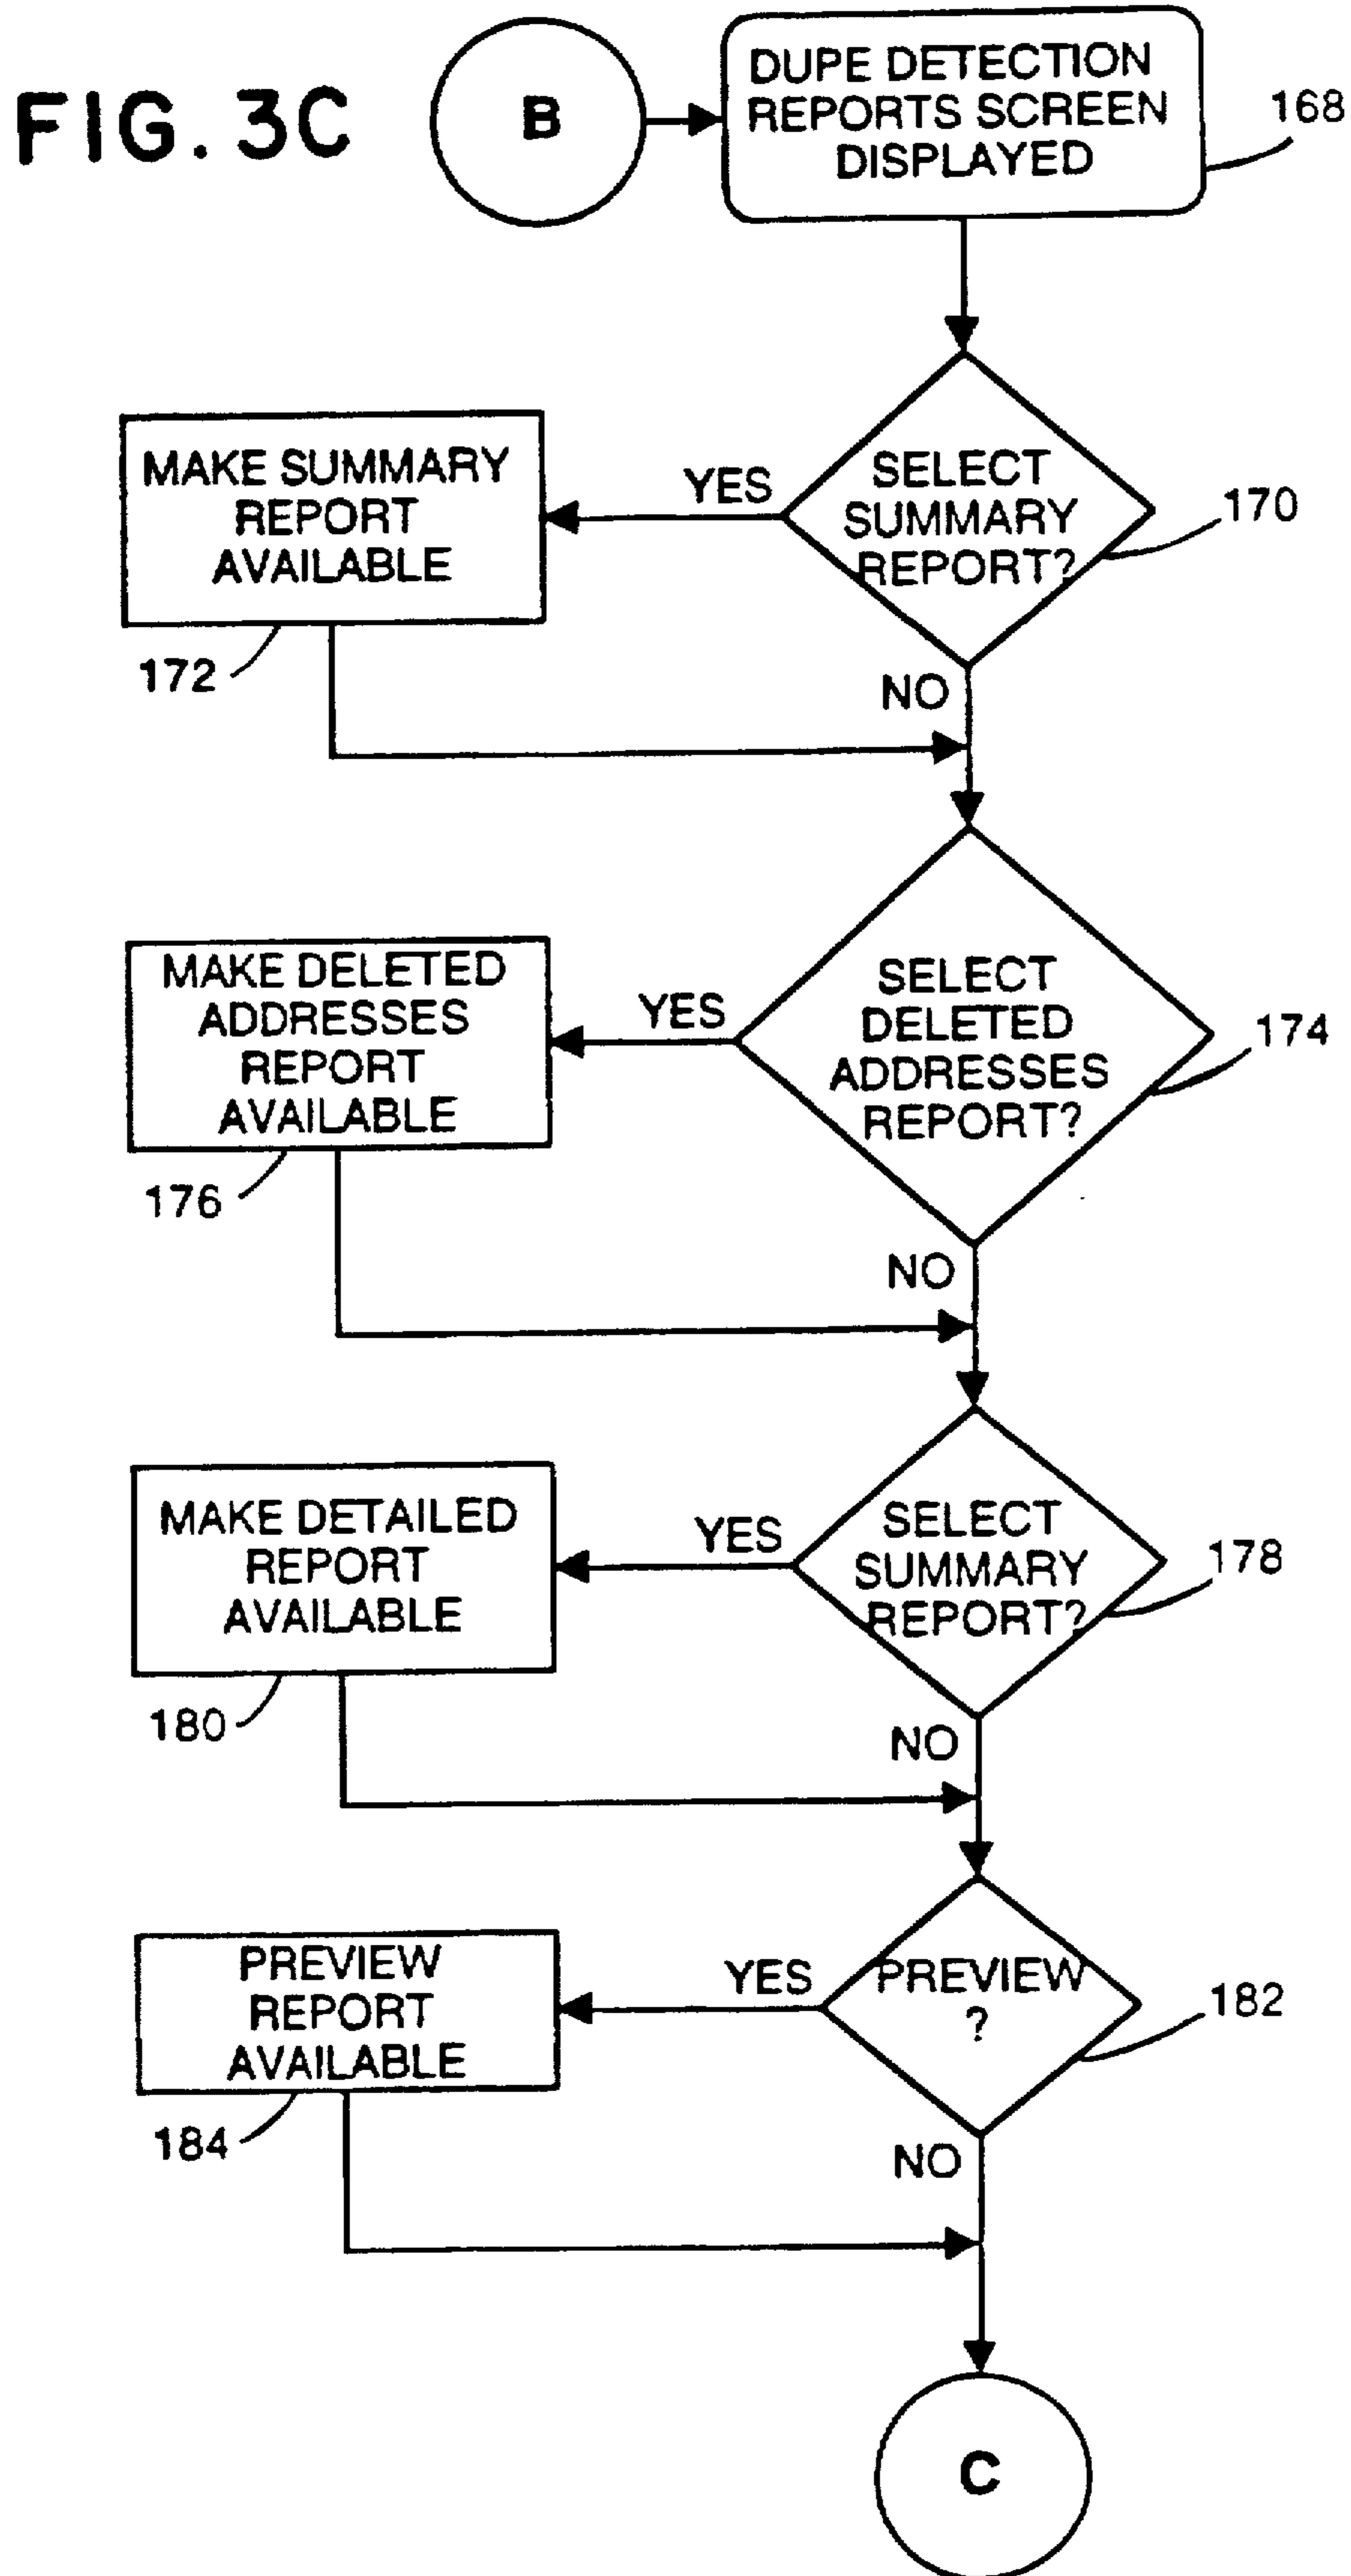 FIG. 3C
B
DUPE DETECTION
REPORTS SCREEN
DISPLAYED
168
MAKE SUMMARY
REPORT
AVAILABLE
172
YES
SELECT
SUMMARY
REPORT?
170
NO
MAKE DELETED
ADDRESSES
REPORT
AVAILABLE
176
YES
SELECT
DELETED
ADDRESSES
REPORT?
174
NO
MAKE DETAILED
REPORT
AVAILABLE
180
YES
SELECT
SUMMARY
REPORT?
178
NO
PREVIEW
REPORT
AVAILABLE
184
YES
PREVIEW
?
182
NO
C